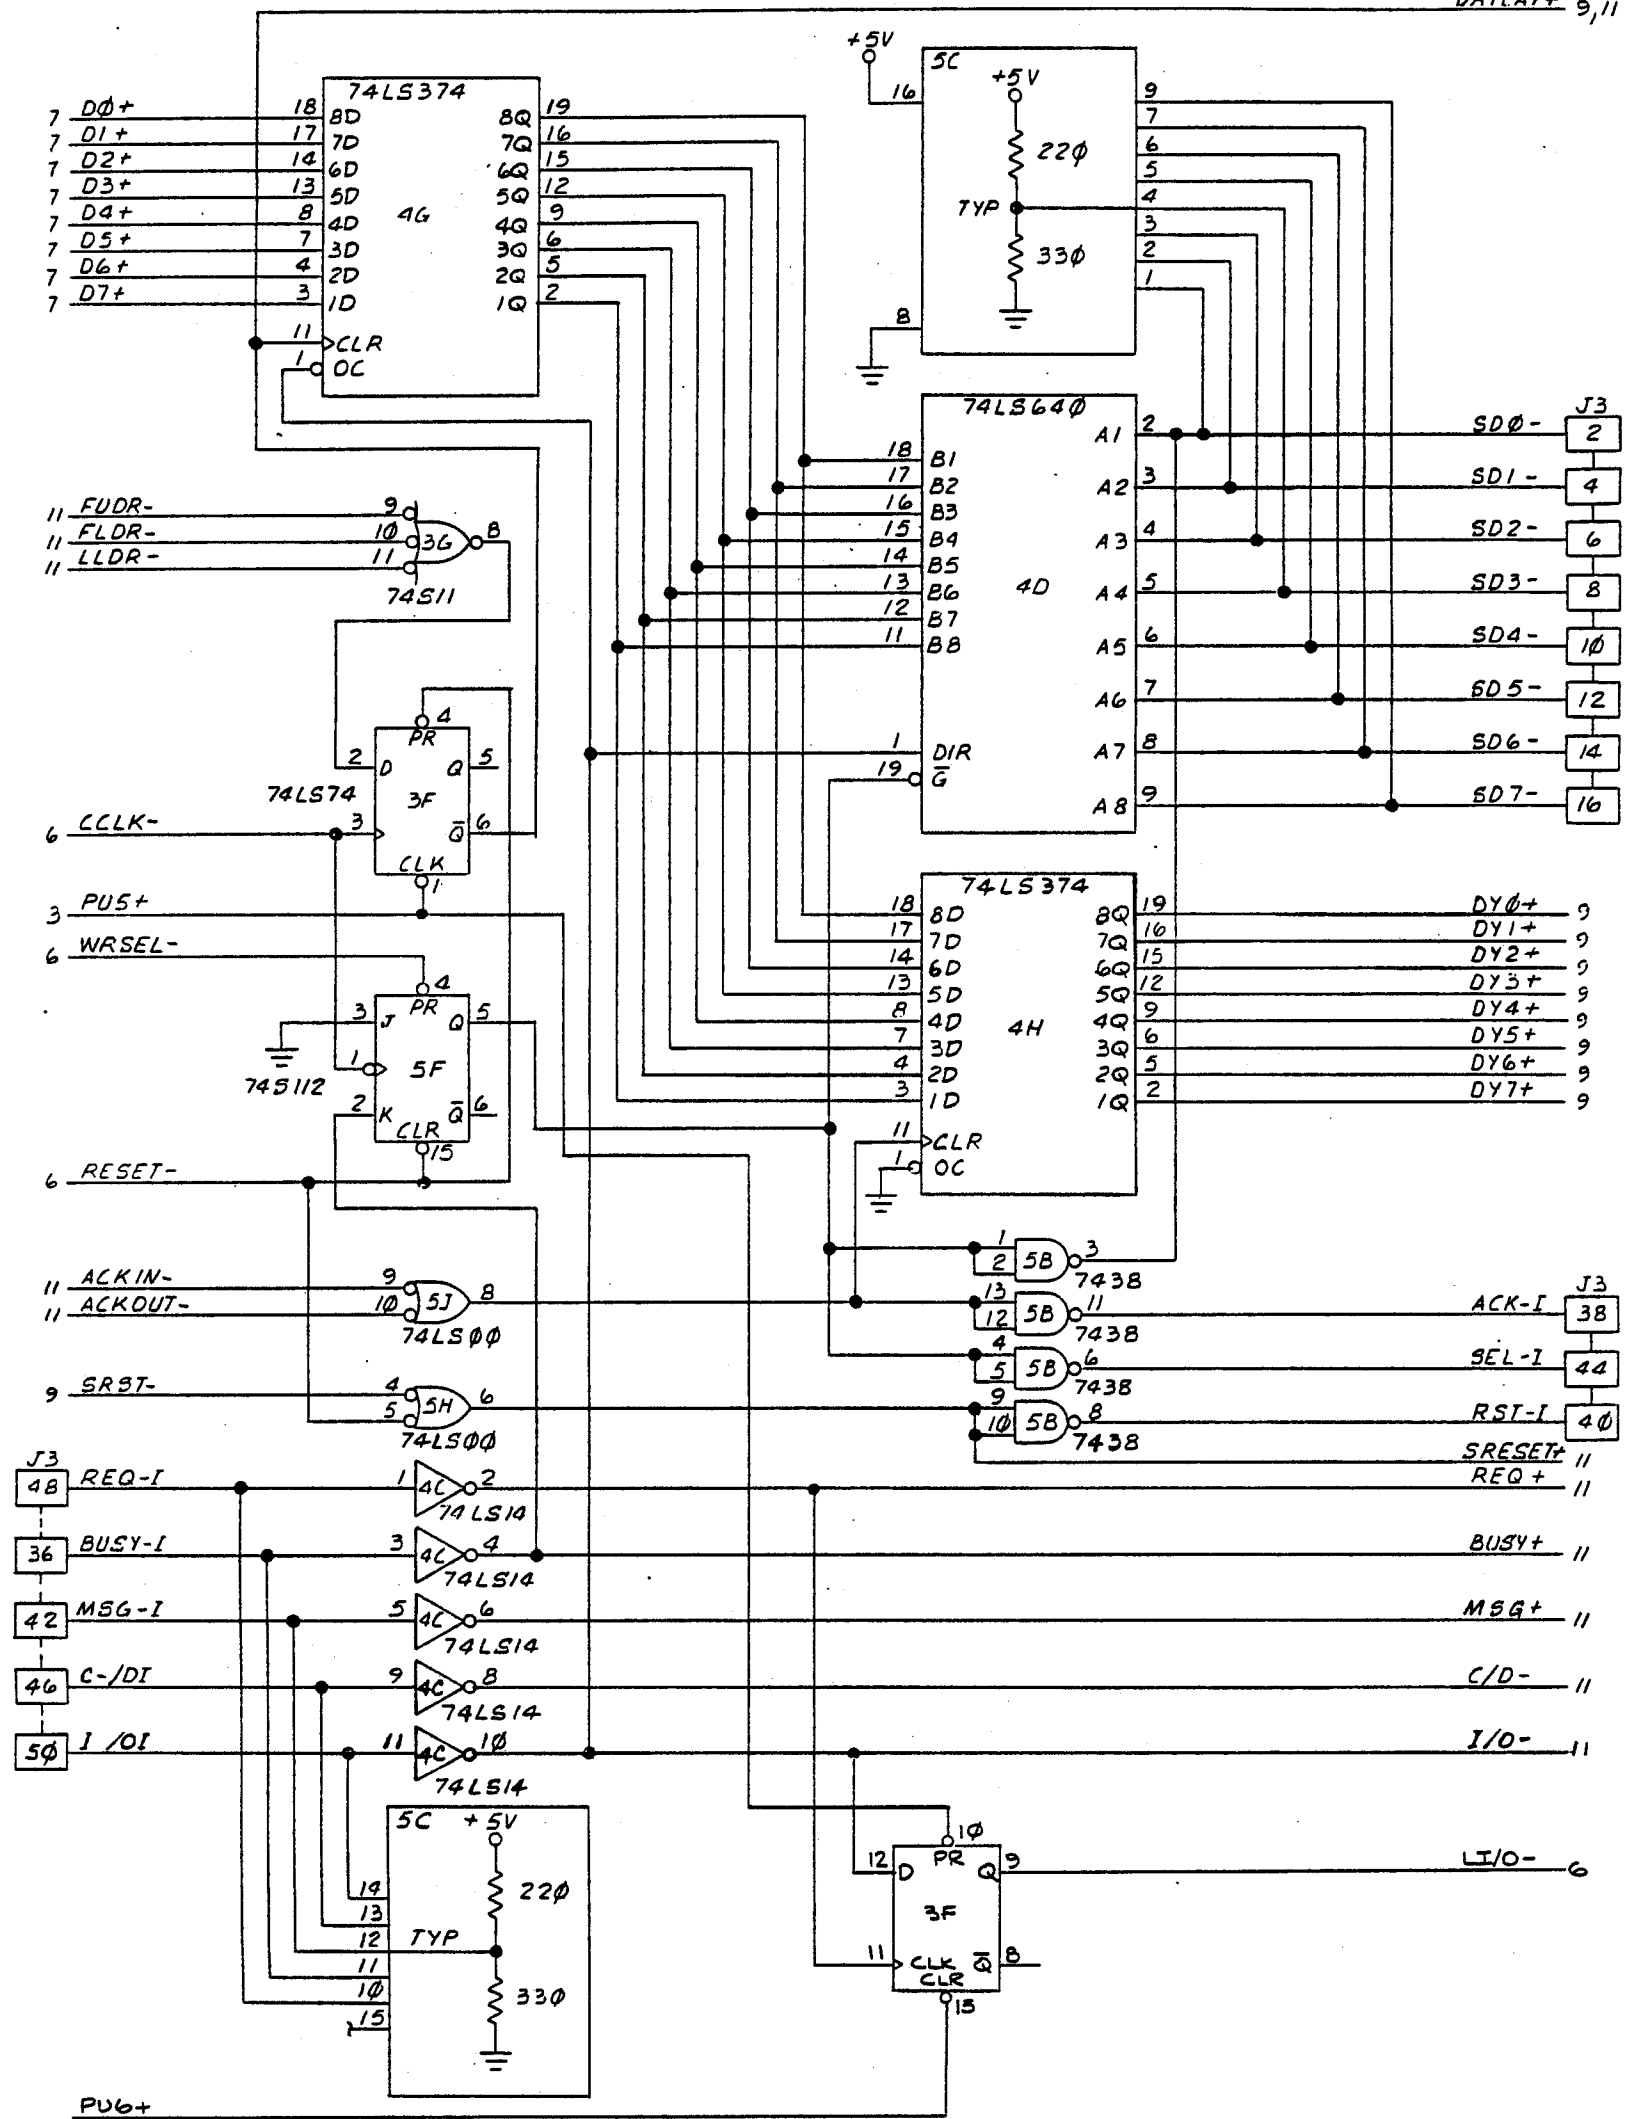 9,11
+5V
5C
+5V
16
9
7
6
5
4
3
2
1
22Ø
TYP
33Ø
8
74LS374
7 DØ+ 18 8D 8Q 19
7 D1+ 17 7D 7Q 16
7 D2+ 14 6D 6Q 15
7 D3+ 13 5D 5Q 12
7 D4+ 8 4D 4Q 9
7 D5+ 7 3D 3Q 6
7 D6+ 4 2D 2Q 5
7 D7+ 3 1D 1Q 2
4G
11 CLR
1 OC
74LS64Ø
18 B1
17 B2
16 B3
15 B4
14 B5
13 B6
12 B7
11 B8
4D
1 DIR
19 G̅
J3
A1 2 SDØ- 2
A2 3 SD1- 4
A3 4 SD2- 6
A4 5 SD3- 8
A5 6 SD4- 1Ø
A6 7 SD5- 12
A7 8 SD6- 14
A8 9 SD7- 16
11 FUDR- 9
11 FLDR- 1Ø 3G 8
11 LLDR- 11
74S11
4
PR
2 D Q 5
74LS74 3F
6 CCLK- 3 Q̅ 6
CLK
1
3 PU5+
6 WRSEL-
4
PR
3 J Q 5
1 5F
74S112
2 K Q̅ 6
CLR
15
6 RESET-
74LS374
18 8D 8Q 19 DYØ+ 9
17 7D 7Q 16 DY1+ 9
14 6D 6Q 15 DY2+ 9
13 5D 5Q 12 DY3+ 9
8 4D 4Q 9 DY4+ 9
7 3D 3Q 6 DY5+ 9
4 2D 2Q 5 DY6+ 9
3 1D 1Q 2 DY7+ 9
4H
11 CLR
1 OC
1
2 5B 3
7438
11 ACKIN- 9
11 ACKOUT- 1Ø 5J 8
74LSØØ
J3
13
12 5B 11 ACK-I 38
7438
4
5 5B 6 SEL-I 44
7438
9 SRST- 4
5 5H 6
74LSØØ
9
1Ø 5B 8 RST-I 4Ø
7438
SRESET+ 11
J3
48 REQ-I 1 4C 2 REQ+ 11
74LS14
36 BUSY-I 3 4C 4 BUSY+ 11
74LS14
42 MSG-I 5 4C 6 MSG+ 11
74LS14
46 C-/DI 9 4C 8 C/D- 11
74LS14
5Ø I /OI 11 4C 1Ø I/O- 11
74LS14
5C +5V
14
13
12 TYP
11
1Ø
15
22Ø
33Ø
1Ø
PR
12 D Q 9 LI/O- 6
3F
11 CLK Q̅ 8
CLR
13
PU6+